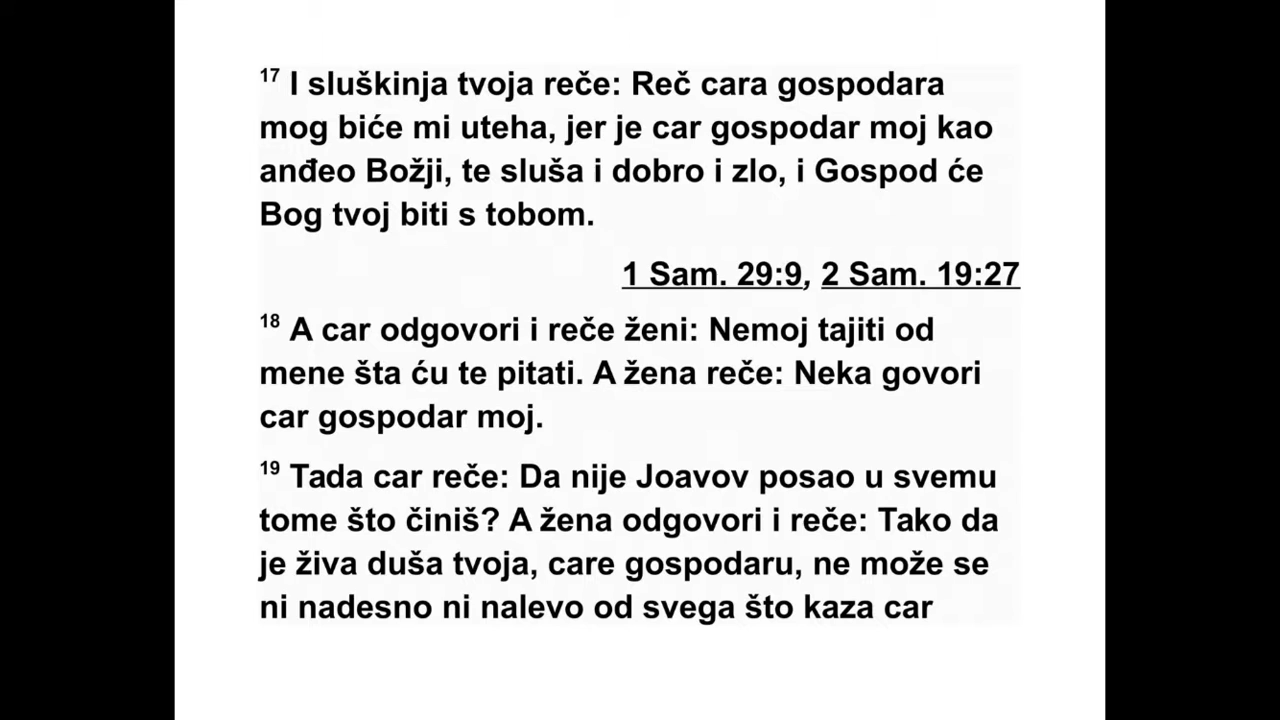 17 I sluškinja tvoja reče: Reč cara gospodara
mog biće mi uteha, jer je car gospodar moj kao
anđeo Božji, te sluša i dobro i zlo, i Gospod će
Bog tvoj biti s tobom.
1 Sam. 29:9, 2 Sam. 19:27
18 A car odgovori i reče ženi: Nemoj tajiti od
mene šta ću te pitati. A žena reče: Neka govori
car gospodar moj.
19 Tada car reče: Da nije Joavov posao u svemu
tome što činiš? A žena odgovori i reče: Tako da
je živa duša tvoja, care gospodaru, ne može se
ni nadesno ni nalevo od svega što kaza car